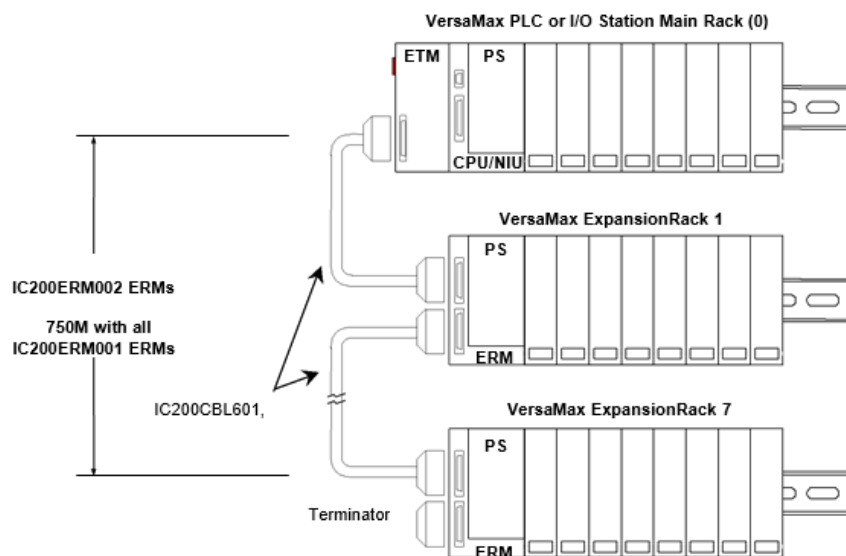 VersaMax PLC or I/O Station Main Rack (0)
ETM
PS
CPU/NIU
VersaMax ExpansionRack 1
PS
IC200ERM002 ERMs
750M with all
IC200ERM001 ERMs
ERM
IC200CBL601,
VersaMax ExpansionRack 7
PS
Terminator
ERM